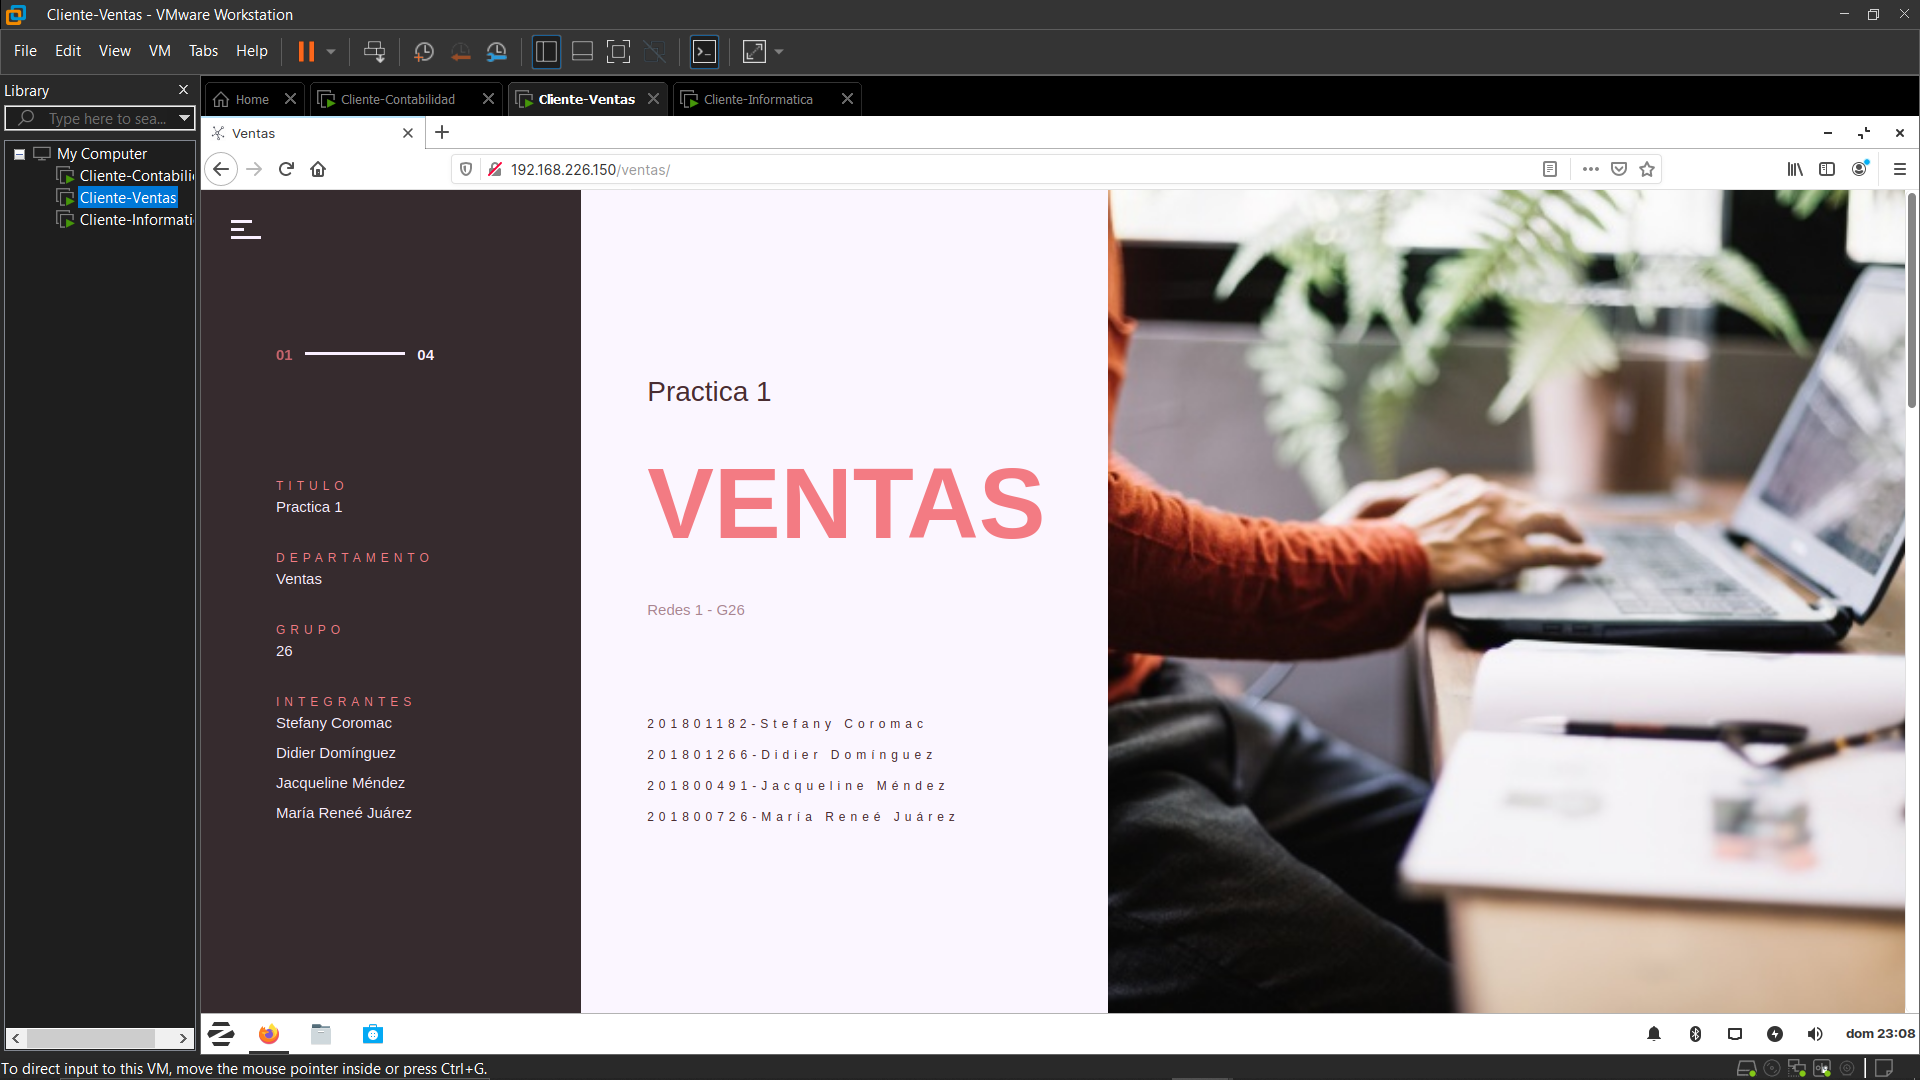 Cliente-Ventas - VMware Workstation
File Edit View VM Tabs Help
Library
Type here to sea...
My Computer
Cliente-Contabili
Cliente-Ventas
Cliente-Informati
Home
Cliente-Contabilidad
Cliente-Ventas
Cliente-Informatica
Ventas
192.168.226.150/ventas/
01 04
TITULO
Practica 1
DEPARTAMENTO
Ventas
GRUPO
26
INTEGRANTES
Stefany Coromac
Didier Domínguez
Jacqueline Méndez
María Reneé Juárez
Practica 1
VENTAS
Redes 1 - G26
201801182-Stefany Coromac
201801266-Didier Domínguez
201800491-Jacqueline Méndez
201800726-María Reneé Juárez
dom 23:08
To direct input to this VM, move the mouse pointer inside or press Ctrl+G.